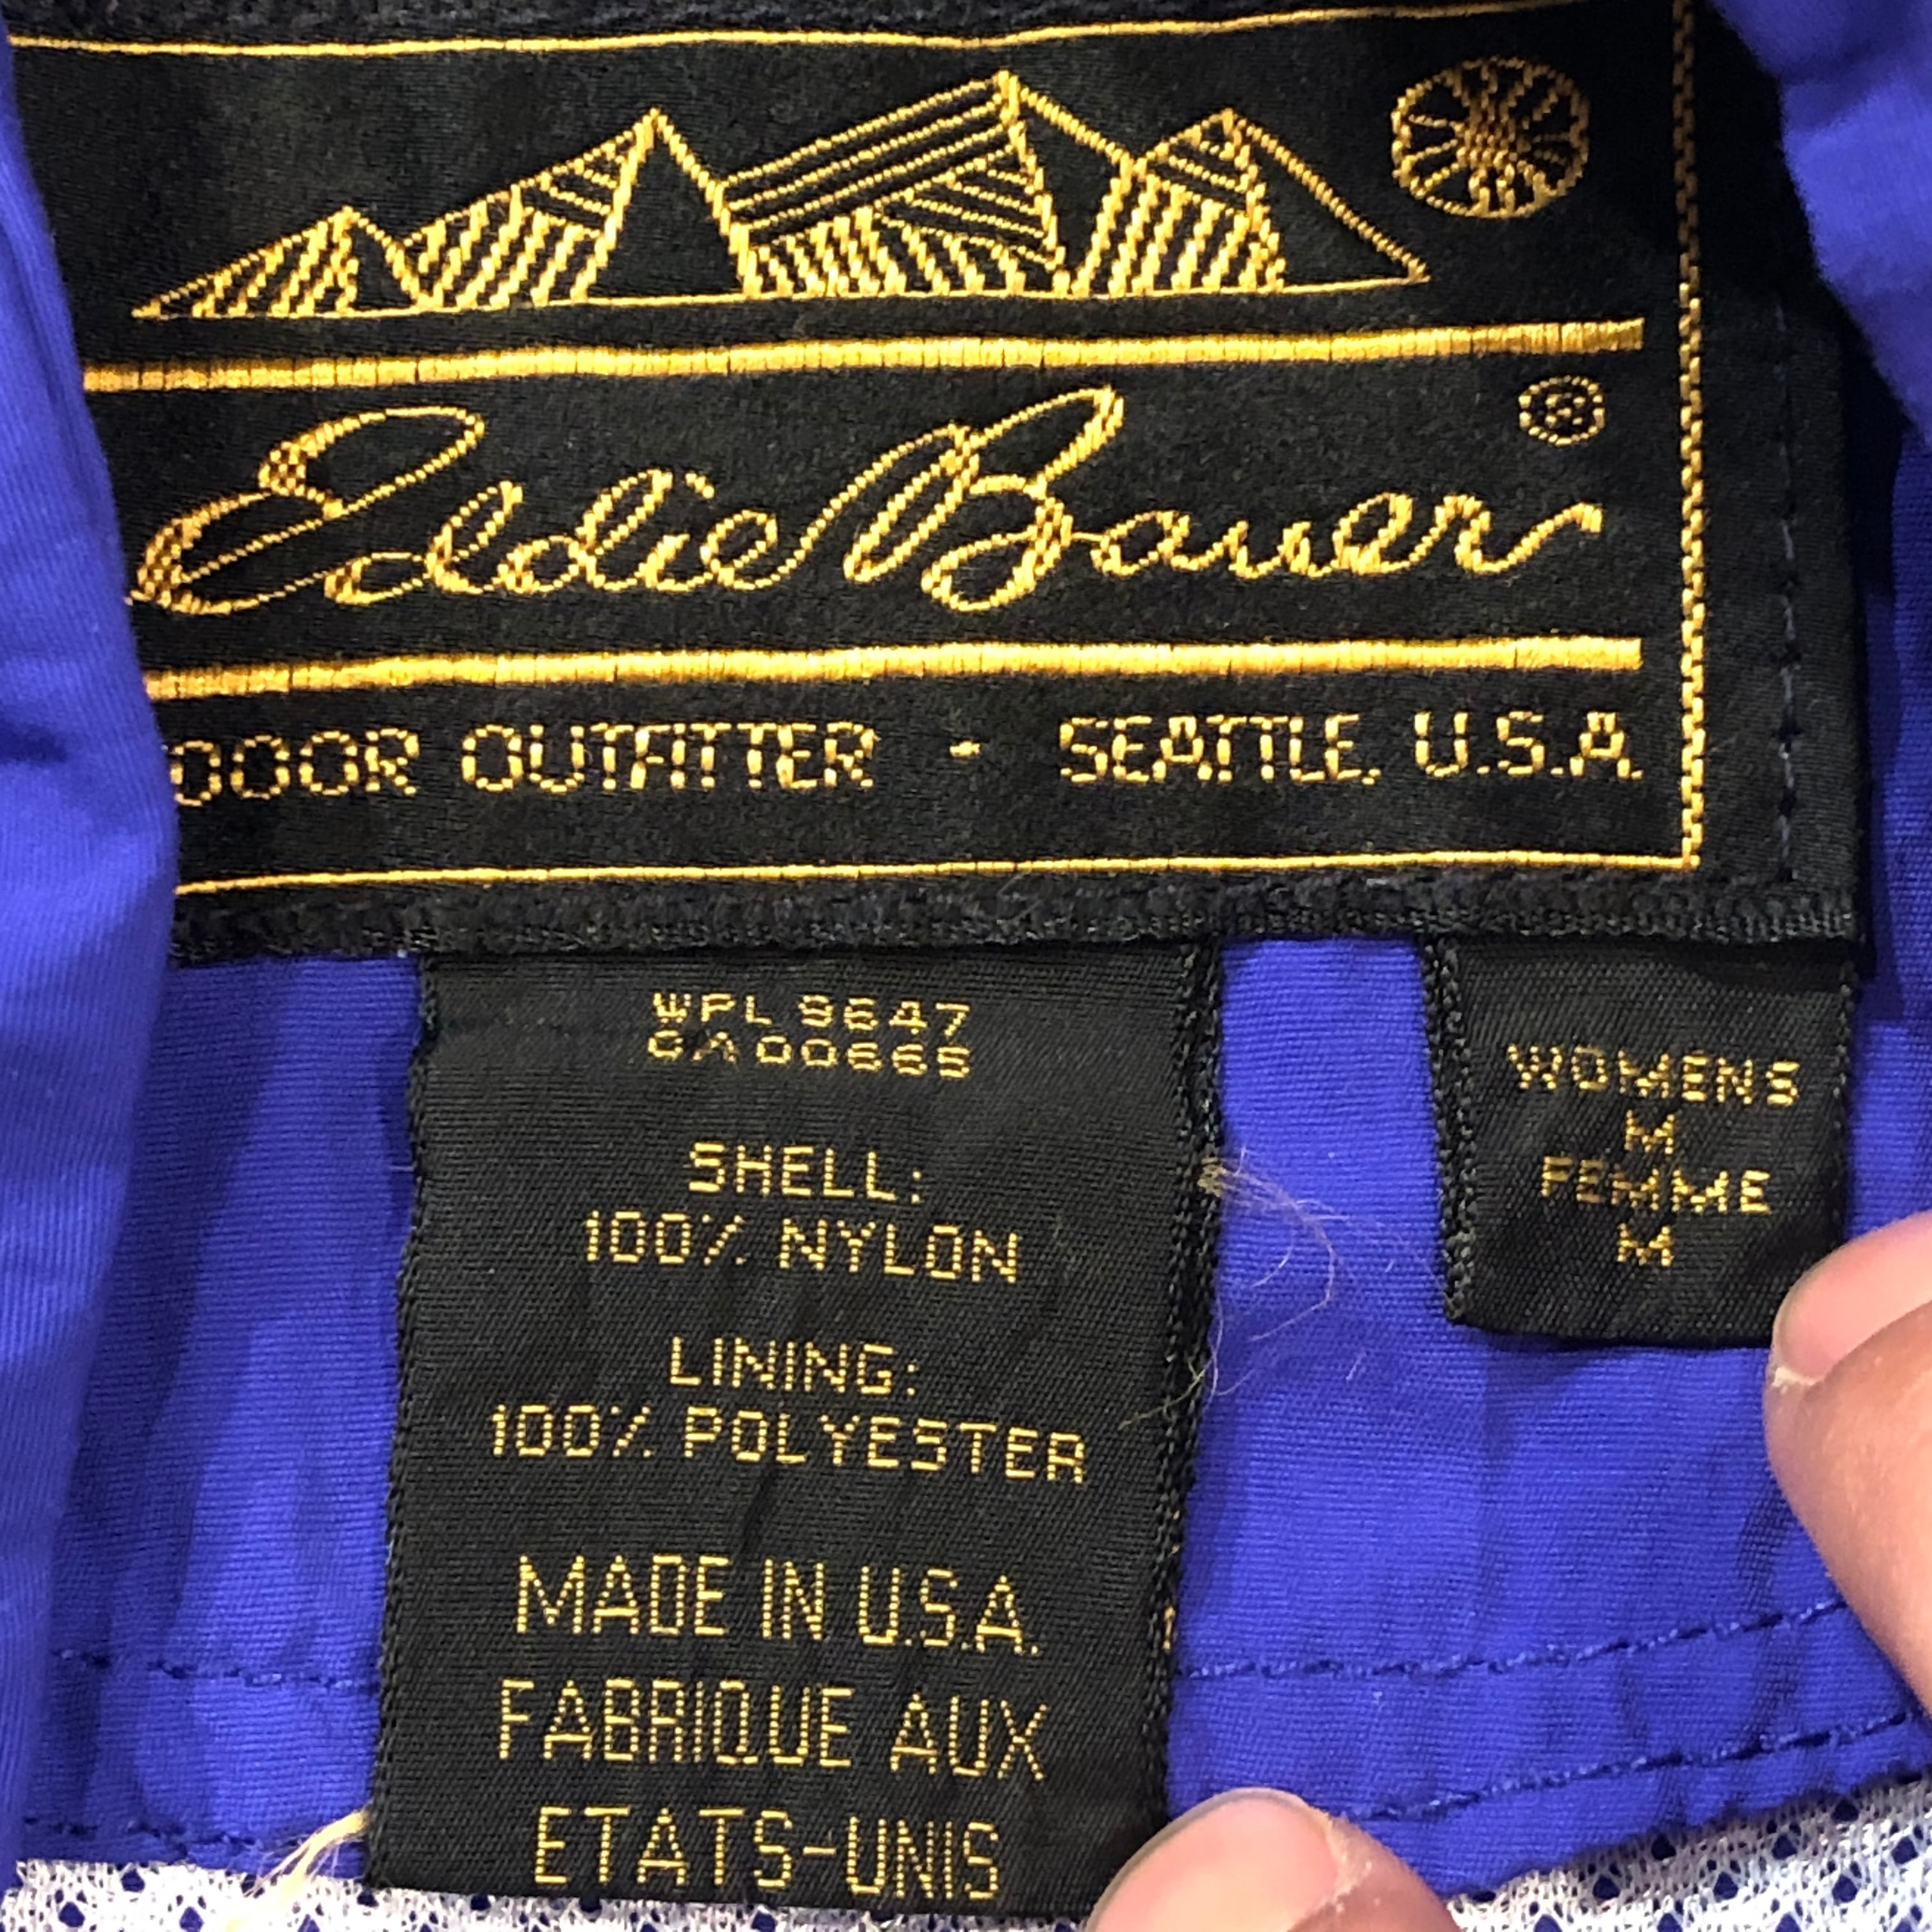 Eddie Bauer ®
DOOR OUTFITTER - SEATTLE, U.S.A.
WPL 9647
CA 00665
SHELL:
100% NYLON
LINING:
100% POLYESTER
MADE IN U.S.A.
FABRIQUE AUX
ETATS-UNIS
WOMENS
M
FEMME
M